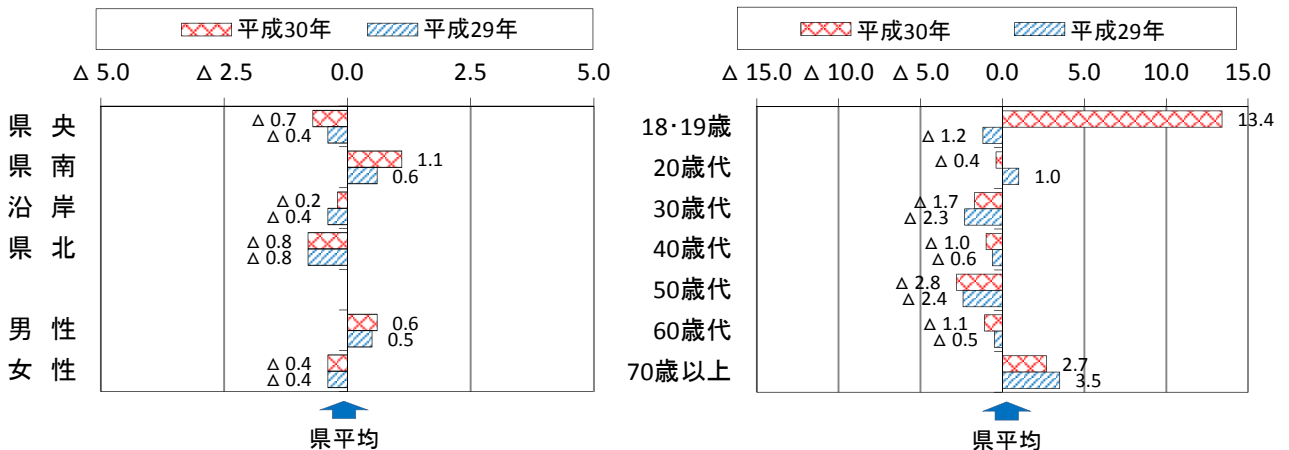 平成30年 平成29年
△ 5.0 △ 2.5 0.0 2.5 5.0
県 央 △ 0.7
△ 0.4
県 南 1.1
0.6
沿 岸 △ 0.2
△ 0.4
県 北 △ 0.8
△ 0.8
男 性 0.6
0.5
女 性 △ 0.4
△ 0.4
県平均
平成30年 平成29年
△ 15.0 △ 10.0 △ 5.0 0.0 5.0 10.0 15.0
18･19歳 13.4
△ 1.2
20歳代 △ 0.4
1.0
30歳代 △ 1.7
△ 2.3
40歳代 △ 1.0
△ 0.6
50歳代 △ 2.8
△ 2.4
60歳代 △ 1.1
△ 0.5
70歳以上 2.7
3.5
県平均